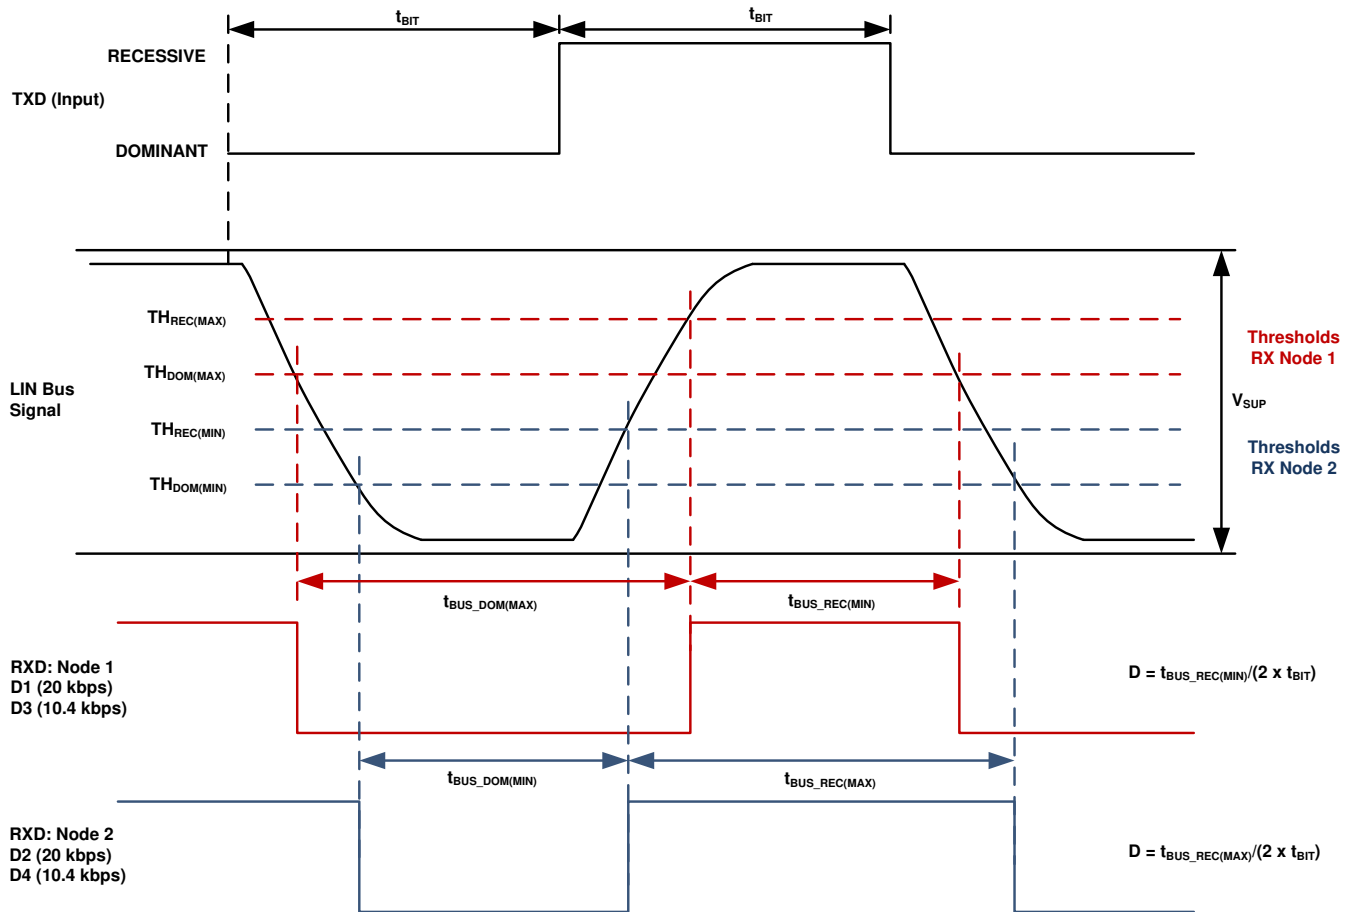 tBIT
tBIT
RECESSIVE
TXD (Input)
DOMINANT
THREC(MAX)
THDOM(MAX)
LIN Bus
Signal
THREC(MIN)
THDOM(MIN)
Thresholds
RX Node 1
VSUP
Thresholds
RX Node 2
tBUS_DOM(MAX)
tBUS_REC(MIN)
RXD: Node 1
D1 (20 kbps)
D3 (10.4 kbps)
D = tBUS_REC(MIN)/(2 x tBIT)
tBUS_DOM(MIN)
tBUS_REC(MAX)
RXD: Node 2
D2 (20 kbps)
D4 (10.4 kbps)
D = tBUS_REC(MAX)/(2 x tBIT)